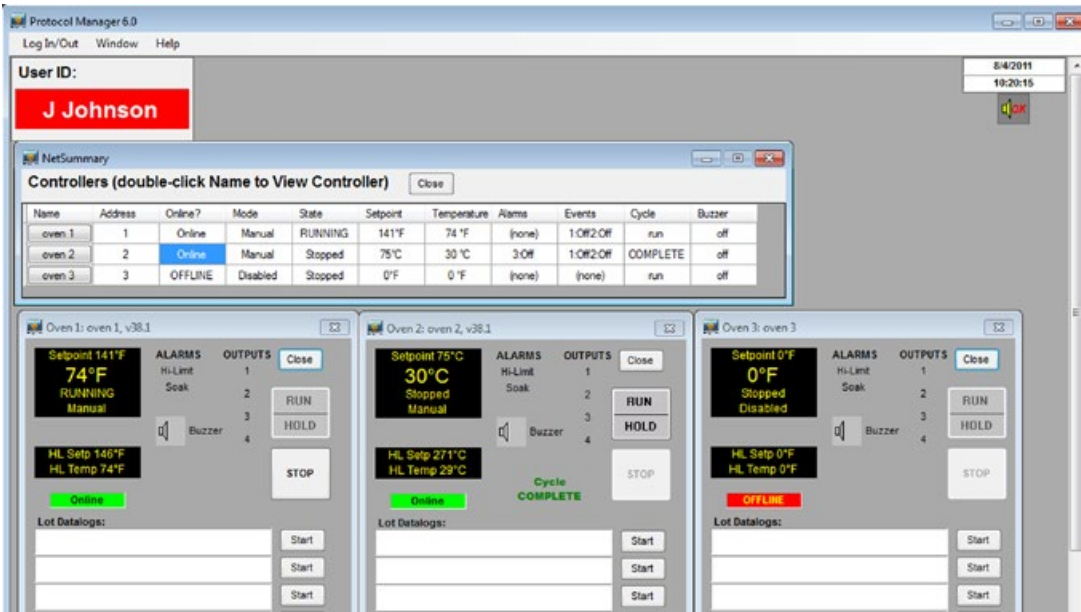 Protocol Manager 6.0
Log In/Out Window Help
User ID:
J Johnson
8/4/2011
10:20:15
OK
NetSummary
Controllers (double-click Name to View Controller) Close
Name Address Online? Mode State Setpoint Temperature Alarms Events Cycle Buzzer
oven 1 1 Online Manual RUNNING 141°F 74 °F (none) 1:Off2:Off run off
oven 2 2 Online Manual Stopped 75°C 30 °C 3:Off 1:Off2:Off COMPLETE off
oven 3 3 OFFLINE Disabled Stopped 0°F 0 °F (none) (none) run off
Oven 1: oven 1, v38.1
Setpoint 141°F
74°F
RUNNING
Manual
ALARMS
Hi-Limit
Soak
Buzzer
OUTPUTS
1
2
3
4
Close
RUN
HOLD
STOP
HL Setp 146°F
HL Temp 74°F
Online
Lot Datalogs:
Start
Start
Start
Oven 2: oven 2, v38.1
Setpoint 75°C
30°C
Stopped
Manual
ALARMS
Hi-Limit
Soak
Buzzer
OUTPUTS
1
2
3
4
Close
RUN
HOLD
STOP
HL Setp 271°C
HL Temp 29°C
Cycle
COMPLETE
Online
Lot Datalogs:
Start
Start
Start
Oven 3: oven 3
Setpoint 0°F
0°F
Stopped
Disabled
ALARMS
Hi-Limit
Soak
Buzzer
OUTPUTS
1
2
3
4
Close
RUN
HOLD
STOP
HL Setp 0°F
HL Temp 0°F
OFFLINE
Lot Datalogs:
Start
Start
Start